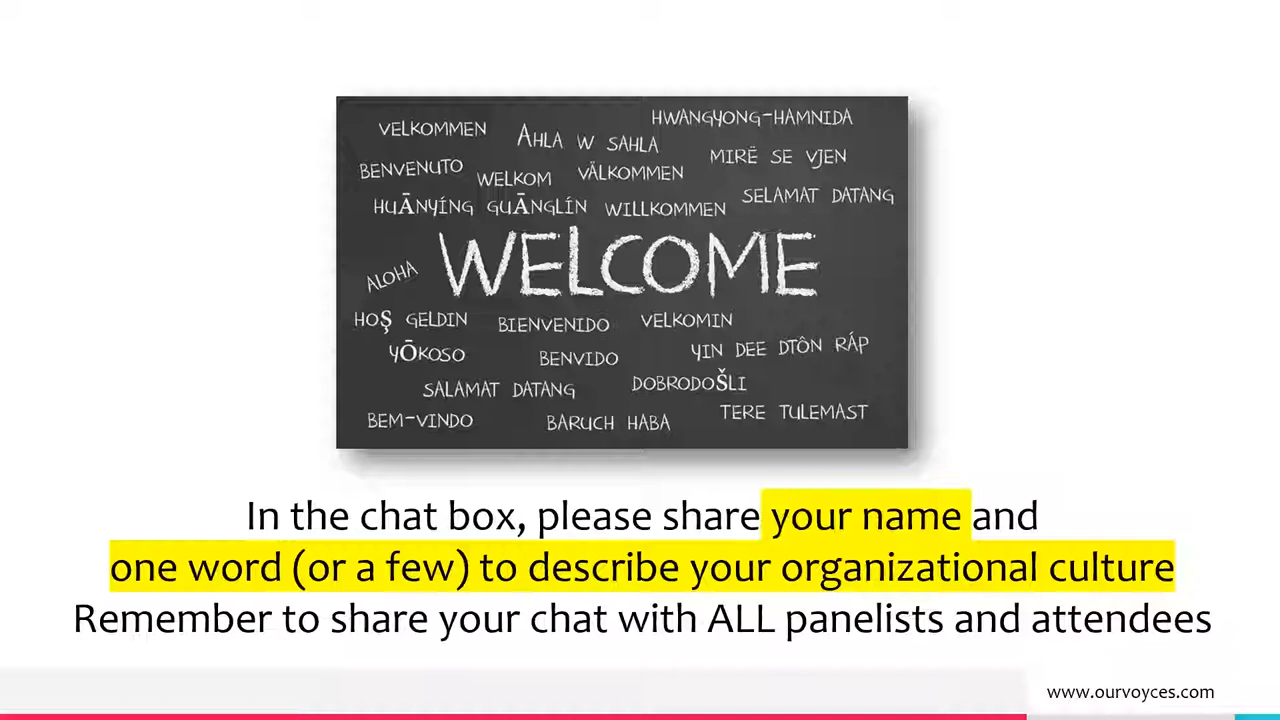 VELKOMMEN
AHLA W SAHLA
HWANGYONG-HAMNIDA
BENVENUTO
WELKOM
VÄLKOMMEN
MIRË SE VJEN
HUĀNYÍNG GUĀNGLÍN
WILLKOMMEN
SELAMAT DATANG
ALOHA
WELCOME
HOŞ GELDIN
BIENVENIDO
VELKOMIN
YŌKOSO
BENVIDO
YIN DEE DTÔN RÁP
SALAMAT DATANG
DOBRODOŠLI
BEM-VINDO
BARUCH HABA
TERE TULEMAST
In the chat box, please share your name and
one word (or a few) to describe your organizational culture
Remember to share your chat with ALL panelists and attendees
www.ourvoyces.com